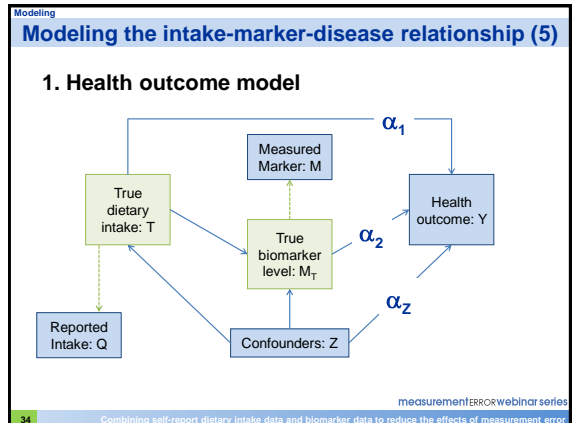 Modeling
Modeling the intake-marker-disease relationship (5)
1. Health outcome model
α1
Measured
Marker: M
True
dietary
intake: T
Health
outcome: Y
True
biomarker
level: MT
α2
αZ
Reported
Intake: Q
Confounders: Z
measurementERRORwebinarseries
34 Combining self-report dietary intake data and biomarker data to reduce the effects of measurement error